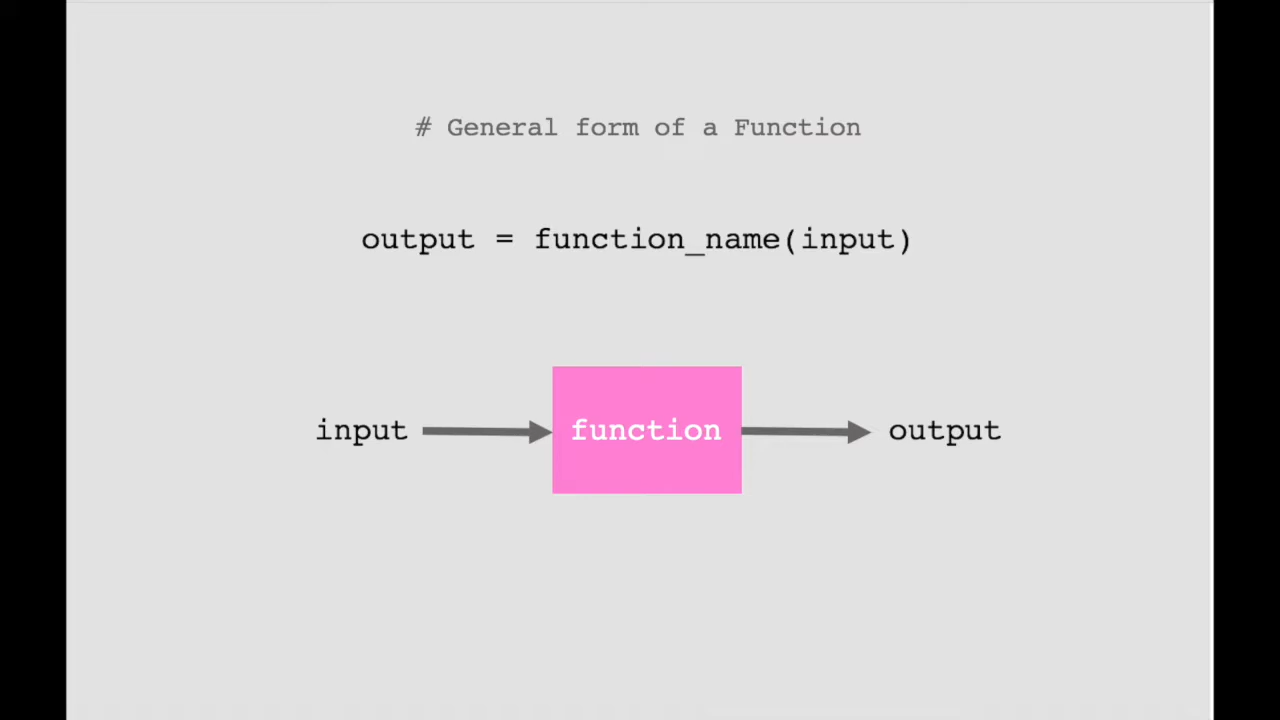 # General form of a Function
output = function_name(input)
input function output